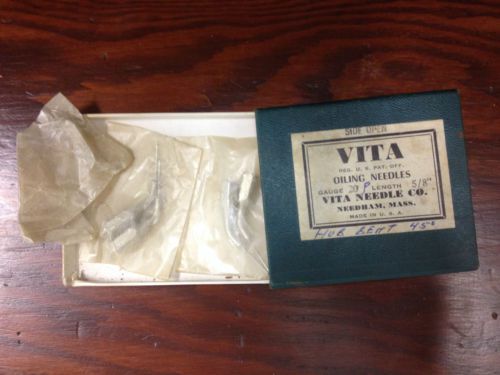 SIDE OPEN
VITA
REG. U. S. PAT. OFF.
OILING NEEDLES
GAUGE 20 P LENGTH 5/8"
VITA NEEDLE CO.
NEEDHAM, MASS.
MADE IN U. S. A.
HUB BENT 45°